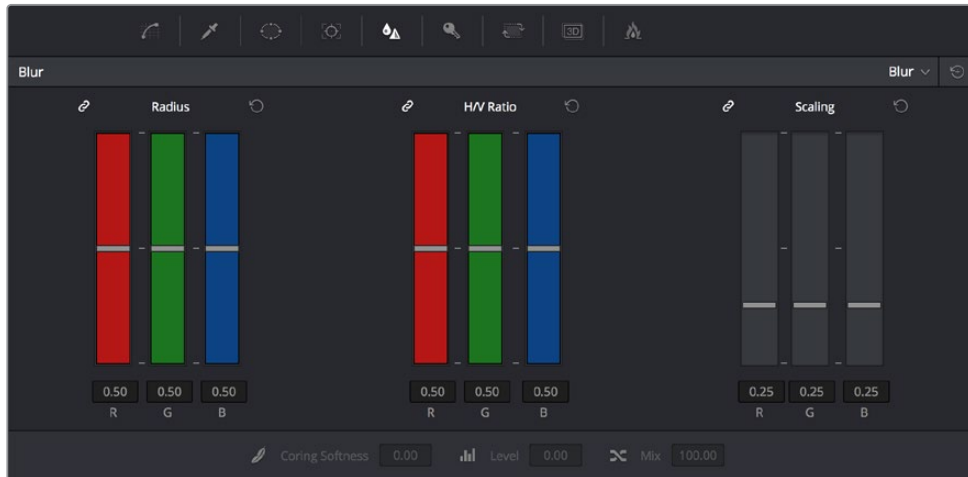 3D
Blur
Blur
Radius
H/V Ratio
Scaling
0.50 0.50 0.50
R G B
0.50 0.50 0.50
R G B
0.25 0.25 0.25
R G B
Coring Softness 0.00
Level 0.00
Mix 100.00